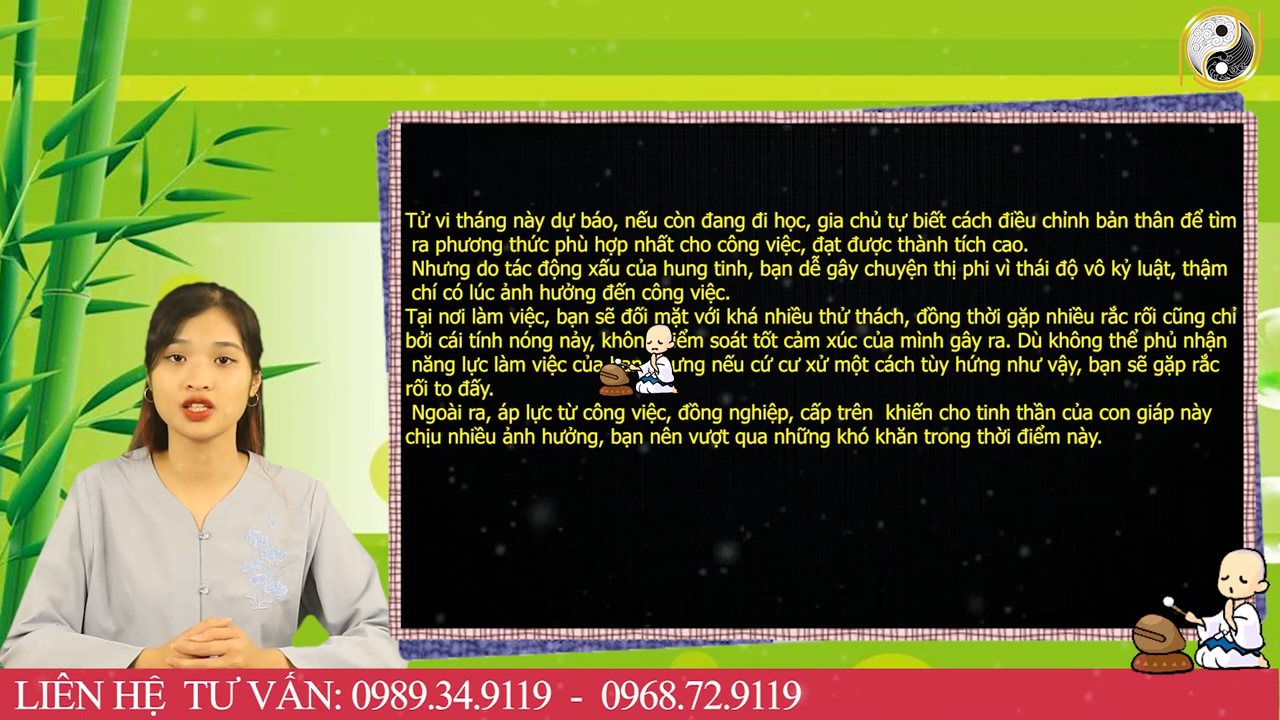 Tử vi tháng này dự báo, nếu còn đang đi học, gia chủ tự biết cách điều chỉnh bản thân để tìm
ra phương thức phù hợp nhất cho công việc, đạt được thành tích cao.
Nhưng do tác động xấu của hung tinh, bạn dễ gây chuyện thị phi vì thái độ vô kỷ luật, thậm
chí có lúc ảnh hưởng đến công việc.
Tại nơi làm việc, bạn sẽ đối mặt với khá nhiều thử thách, đồng thời gặp nhiều rắc rối cũng chỉ
bởi cái tính nóng nảy, soát tốt cảm xúc của mình gây ra. Dù không thể phủ nhận
năng lực làm việc của nếu cứ cư xử một cách tùy hứng như vậy, bạn sẽ gặp rắc
rối to đấy.
Ngoài ra, áp lực từ công việc, đồng nghiệp, cấp trên khiến cho tinh thần của con giáp này
chịu nhiều ảnh hưởng, bạn nên vượt qua những khó khăn trong thời điểm này.
LIÊN HỆ TƯ VẤN: 0989.34.9119 - 0968.72.9119